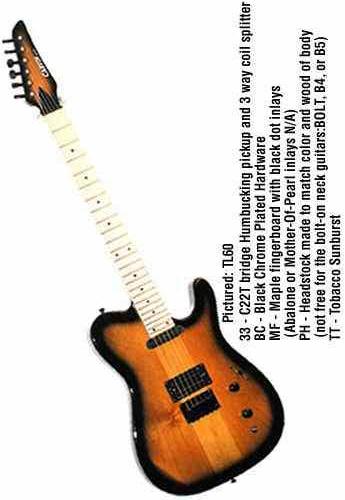 Carvin
Pictured: TL60
33 - C22T bridge Humbucking pickup and 3 way coil splitter
BC - Black Chrome Plated Hardware
MF - Maple fingerboard with black dot inlays
(Abalone or Mother-Of-Pearl inlays N/A)
PH - Headstock made to match color and wood of body
(not free for the bolt-on neck guitars:BOLT, B4, or B5)
TT - Tobacco Sunburst